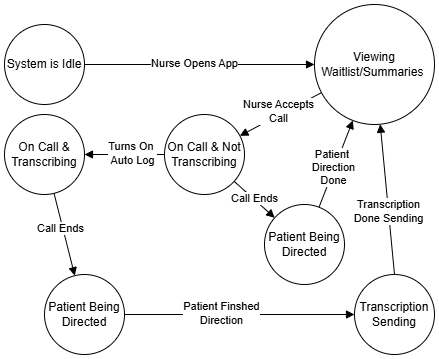 System is Idle
Nurse Opens App
Viewing
Waitlist/Summaries
Nurse Accepts
Call
On Call &
Transcribing
Turns On
Auto Log
On Call & Not
Transcribing
Patient
Direction
Done
Call Ends
Transcription
Done Sending
Call Ends
Patient Being
Directed
Patient Being
Directed
Patient Finshed
Direction
Transcription
Sending